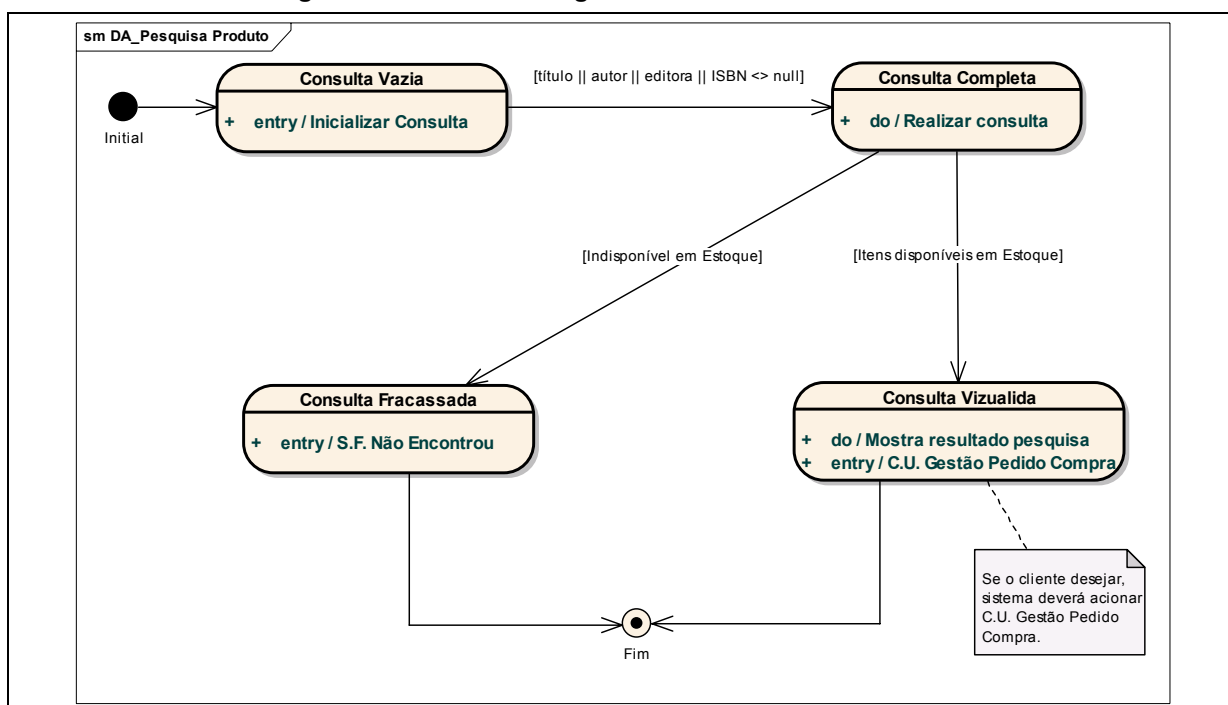 sm DA_Pesquisa Produto
Initial
Consulta Vazia
+ entry / Inicializar Consulta
[título || autor || editora || ISBN <> null]
Consulta Completa
+ do / Realizar consulta
[Indisponível em Estoque]
[Itens disponíveis em Estoque]
Consulta Fracassada
+ entry / S.F. Não Encontrou
Consulta Vizualida
+ do / Mostra resultado pesquisa
+ entry / C.U. Gestão Pedido Compra
Se o cliente desejar,
sistema deverá acionar
C.U. Gestão Pedido
Compra.
Fim